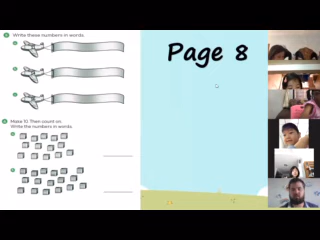 Write these numbers in words.
Page 8
Make 10. Then count on.
Write the numbers in words.